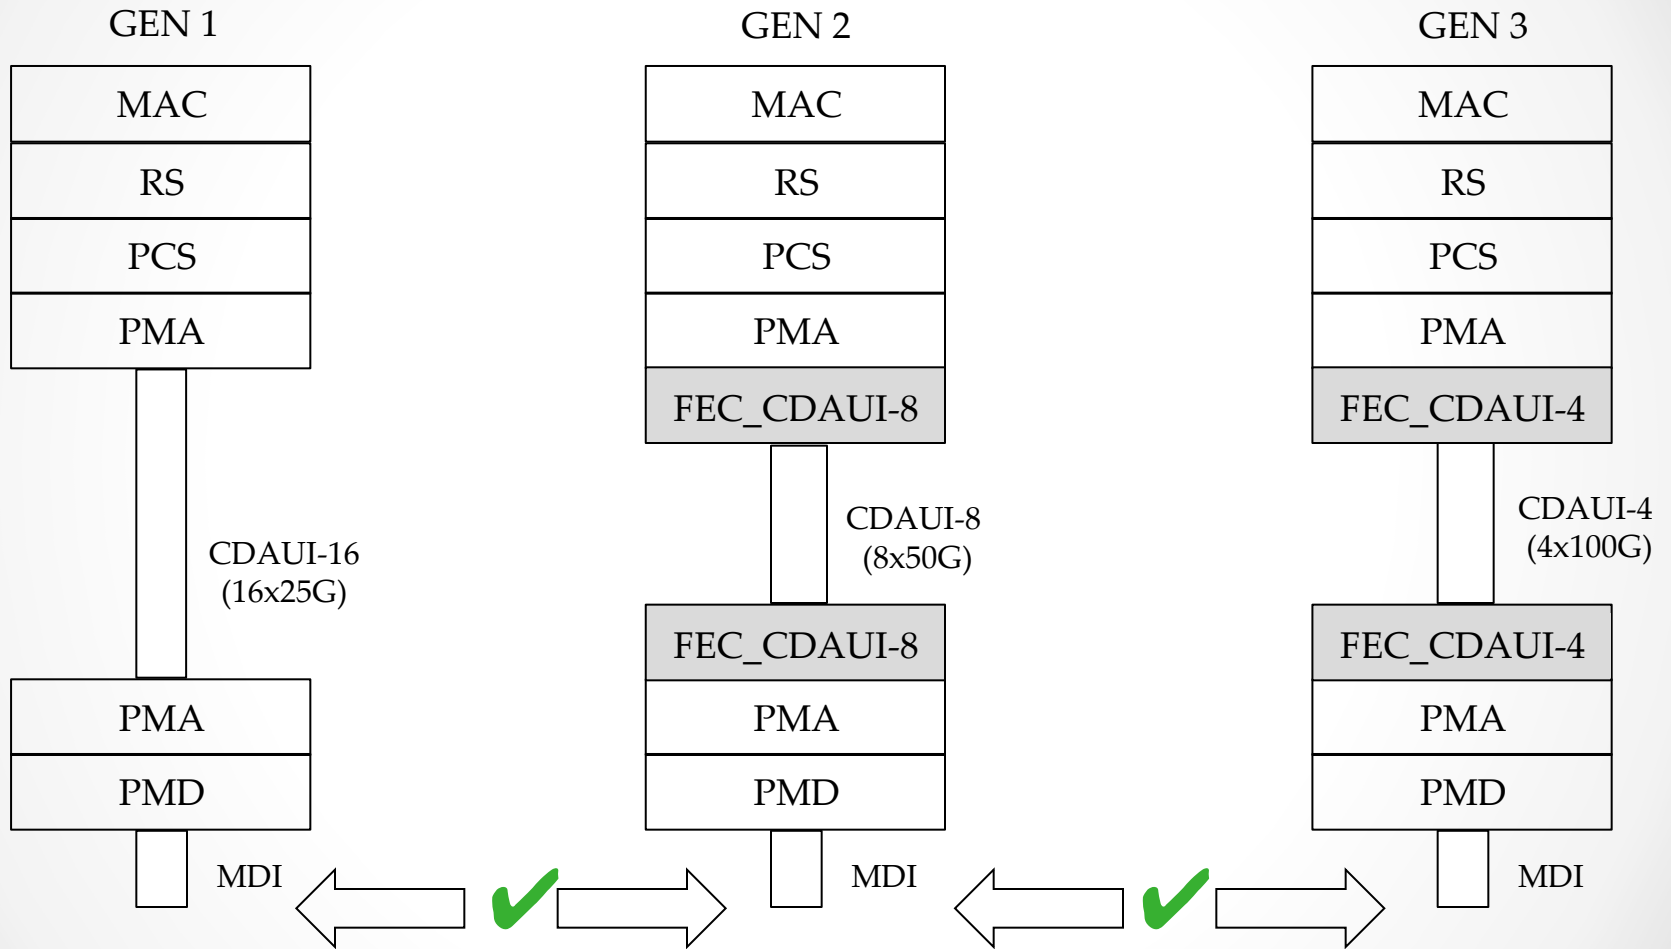 GEN 1
MAC
RS
PCS
PMA
CDAUI-16
(16x25G)
PMA
PMD
MDI
GEN 2
MAC
RS
PCS
PMA
FEC_CDAUI-8
CDAUI-8
(8x50G)
FEC_CDAUI-8
PMA
PMD
MDI
GEN 3
MAC
RS
PCS
PMA
FEC_CDAUI-4
CDAUI-4
(4x100G)
FEC_CDAUI-4
PMA
PMD
MDI